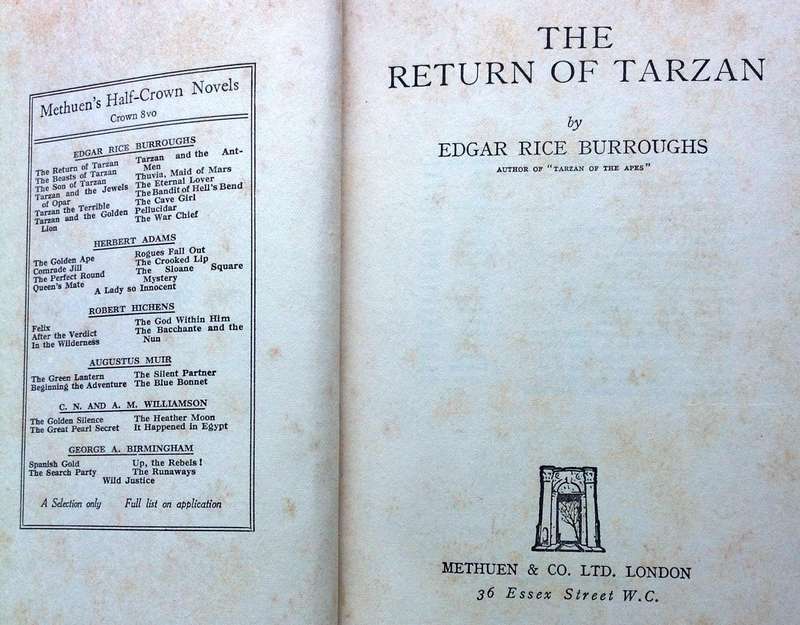 Methuen's Half-Crown Novels
Crown 8vo
EDGAR RICE BURROUGHS
The Return of Tarzan
The Beasts of Tarzan
The Son of Tarzan
Tarzan and the Jewels
of Opar
Tarzan the Terrible
Tarzan and the Golden
Lion
Tarzan and the Ant-
Men
Thuvia, Maid of Mars
The Eternal Lover
The Bandit of Hell's Bend
The Cave Girl
Pellucidar
The War Chief
HERBERT ADAMS
The Golden Ape
Comrade Jill
The Perfect Round
Queen's Mate
Rogues Fall Out
The Crooked Lip
The Sloane Square
Mystery
A Lady so Innocent
ROBERT HICHENS
Felix
After the Verdict
In the Wilderness
The God Within Him
The Bacchante and the
Nun
AUGUSTUS MUIR
The Green Lantern
Beginning the Adventure
The Silent Partner
The Blue Bonnet
C. N. AND A. M. WILLIAMSON
The Golden Silence
The Great Pearl Secret
The Heather Moon
It Happened in Egypt
GEORGE A. BIRMINGHAM
Spanish Gold
The Search Party
Up, the Rebels!
The Runaways
Wild Justice
A Selection only Full list on application
THE
RETURN OF TARZAN
by
EDGAR RICE BURROUGHS
AUTHOR OF "TARZAN OF THE APES"
METHUEN & CO. LTD. LONDON
36 Essex Street W.C.